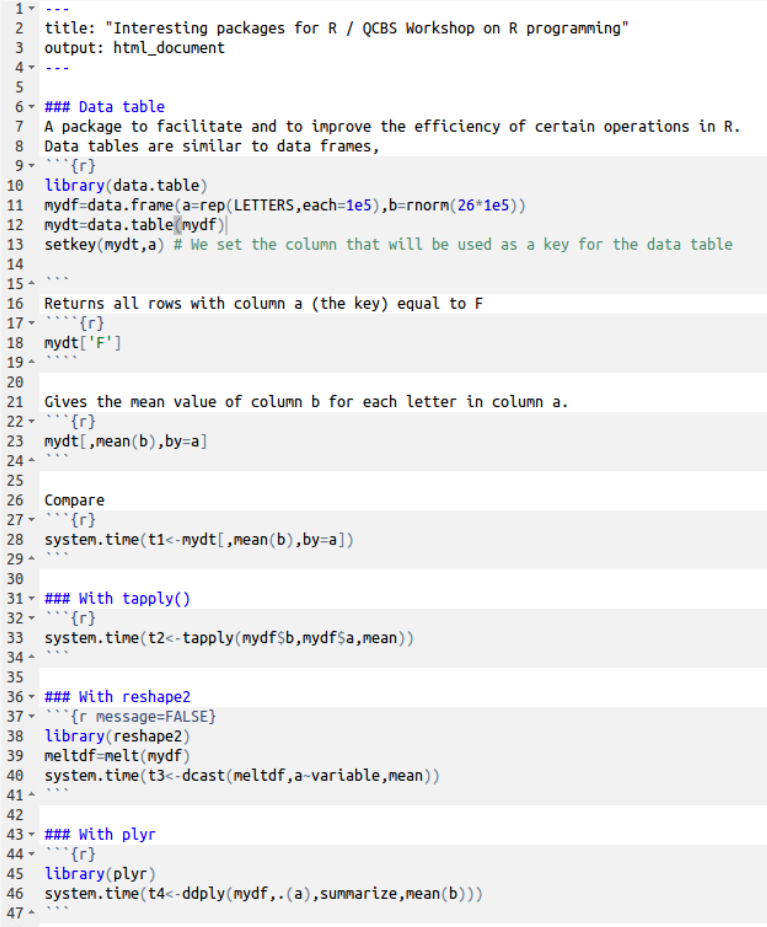 1 ---
2 title: "Interesting packages for R / QCBS Workshop on R programming"
3 output: html_document
4 ---
5
6 ### Data table
7 A package to facilitate and to improve the efficiency of certain operations in R.
8 Data tables are similar to data frames,
9 ```{r}
10 library(data.table)
11 mydf=data.frame(a=rep(LETTERS,each=1e5),b=rnorm(26*1e5))
12 mydt=data.table(mydf)
13 setkey(mydt,a) # We set the column that will be used as a key for the data table
14
15 ```
16 Returns all rows with column a (the key) equal to F
17 ````{r}
18 mydt['F']
19 ````
20
21 Gives the mean value of column b for each letter in column a.
22 ```{r}
23 mydt[,mean(b),by=a]
24 ```
25
26 Compare
27 ```{r}
28 system.time(t1<-mydt[,mean(b),by=a])
29 ```
30
31 ### With tapply()
32 ```{r}
33 system.time(t2<-tapply(mydf$b,mydf$a,mean))
34 ```
35
36 ### With reshape2
37 ```{r message=FALSE}
38 library(reshape2)
39 meltdf=melt(mydf)
40 system.time(t3<-dcast(meltdf,a~variable,mean))
41 ```
42
43 ### With plyr
44 ```{r}
45 library(plyr)
46 system.time(t4<-ddply(mydf,.(a),summarize,mean(b)))
47 ```